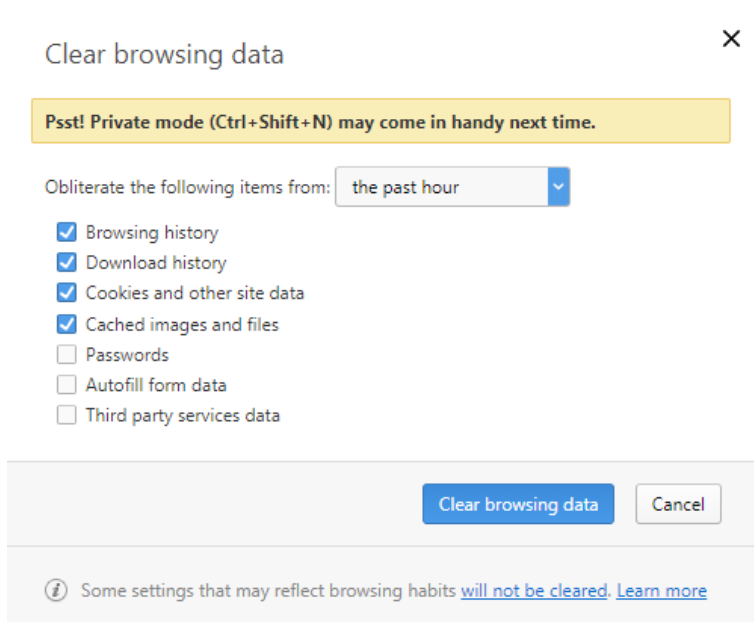 Clear browsing data
Psst! Private mode (Ctrl+Shift+N) may come in handy next time.
Obliterate the following items from: the past hour
Browsing history
Download history
Cookies and other site data
Cached images and files
Passwords
Autofill form data
Third party services data
Clear browsing data Cancel
Some settings that may reflect browsing habits will not be cleared. Learn more